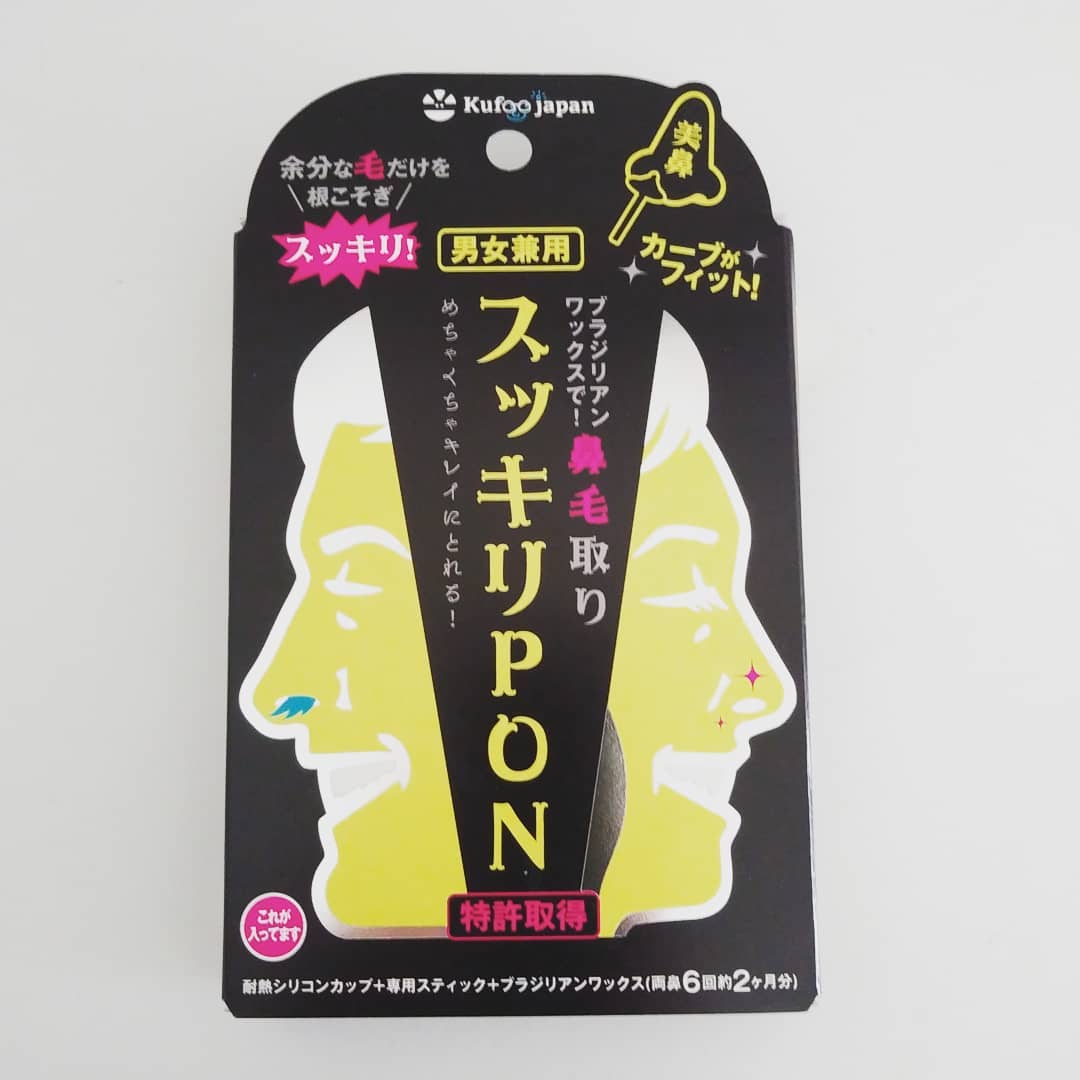 Kufoo japan
余分な毛だけを
根こそぎ
スッキリ!
男女兼用
美鼻
カーブが
フィット!
ブラジリアン
ワックスで!
鼻毛取り
スッキリPON
めちゃくちゃキレイにとれる!
特許取得
これが
入ってます
耐熱シリコンカップ+専用スティック+ブラジリアンワックス(両鼻6回約2ヶ月分)